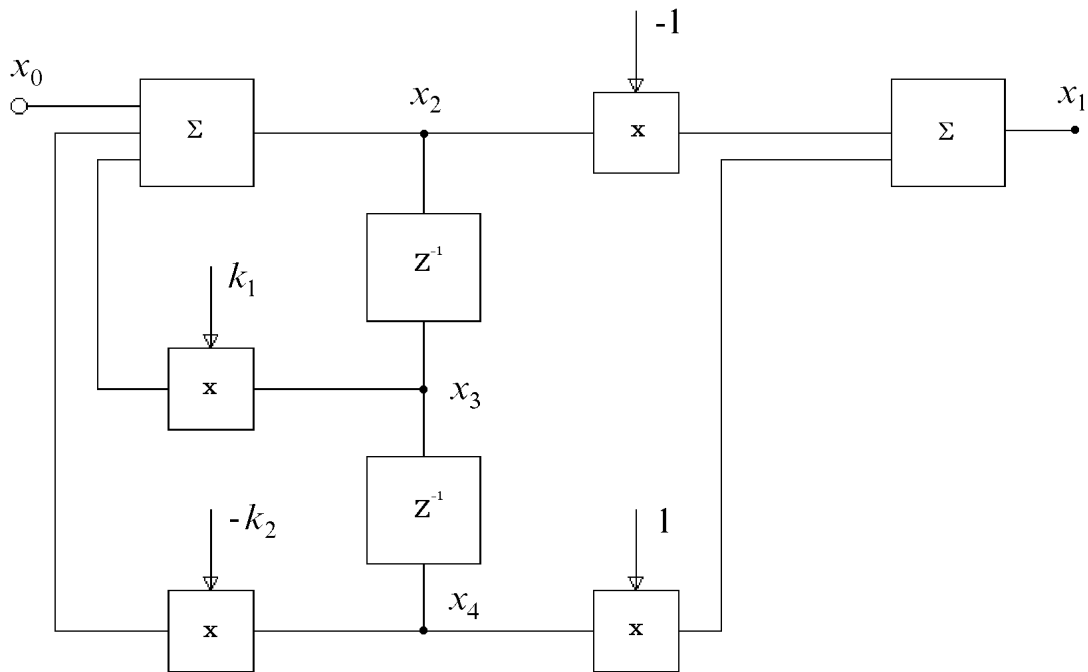 -1
x₀
x₂
x₁
Σ
x
Σ
z⁻¹
k₁
x
x₃
z⁻¹
-k₂
1
x₄
x
x